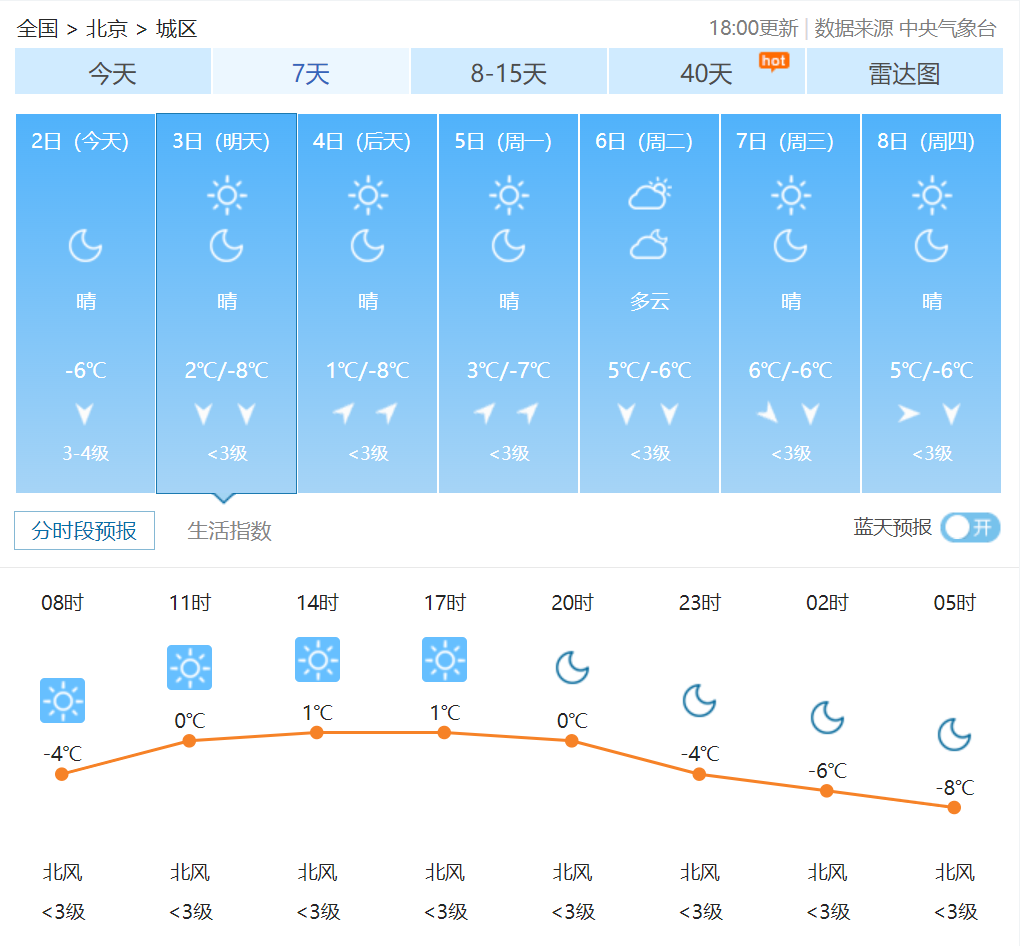 全国 > 北京 > 城区 18:00更新 | 数据来源 中央气象台
今天 7天 8-15天 40天 hot 雷达图
2日（今天） 3日（明天） 4日（后天） 5日（周一） 6日（周二） 7日（周三） 8日（周四）
晴 晴 晴 晴 多云 晴 晴
-6℃ 2℃/-8℃ 1℃/-8℃ 3℃/-7℃ 5℃/-6℃ 6℃/-6℃ 5℃/-6℃
3-4级 <3级 <3级 <3级 <3级 <3级 <3级
分时段预报 生活指数 蓝天预报 开
08时 11时 14时 17时 20时 23时 02时 05时
-4℃ 0℃ 1℃ 1℃ 0℃ -4℃ -6℃ -8℃
北风 北风 北风 北风 北风 北风 北风 北风
<3级 <3级 <3级 <3级 <3级 <3级 <3级 <3级